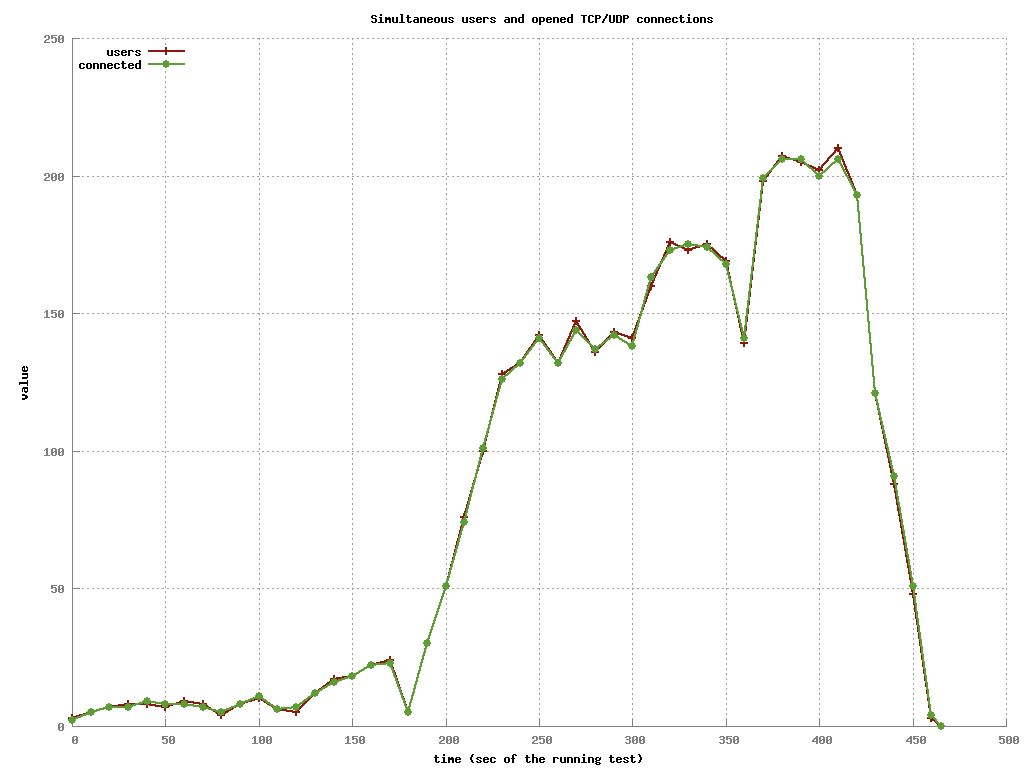 Simultaneous users and opened TCP/UDP connections
250
users
connected
200
150
value
100
50
0
0 50 100 150 200 250 300 350 400 450 500
time (sec of the running test)